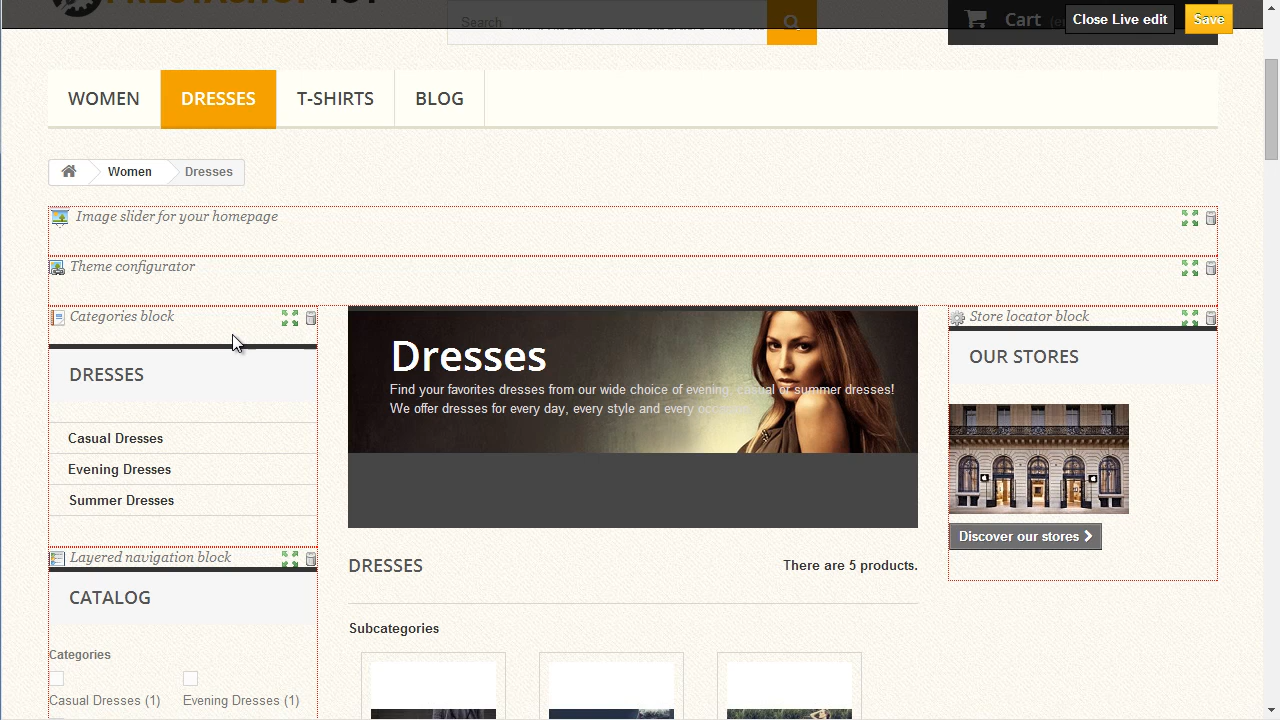 Search
Cart
Close Live edit
Save
WOMEN
DRESSES
T-SHIRTS
BLOG
Women
Dresses
Image slider for your homepage
Theme configurator
Categories block
DRESSES
Casual Dresses
Evening Dresses
Summer Dresses
Layered navigation block
CATALOG
Categories
Casual Dresses (1)
Evening Dresses (1)
Dresses
Find your favorites dresses from our wide choice of evening, casual or summer dresses!
We offer dresses for every day, every style and every
DRESSES
There are 5 products.
Subcategories
Store locator block
OUR STORES
Discover our stores